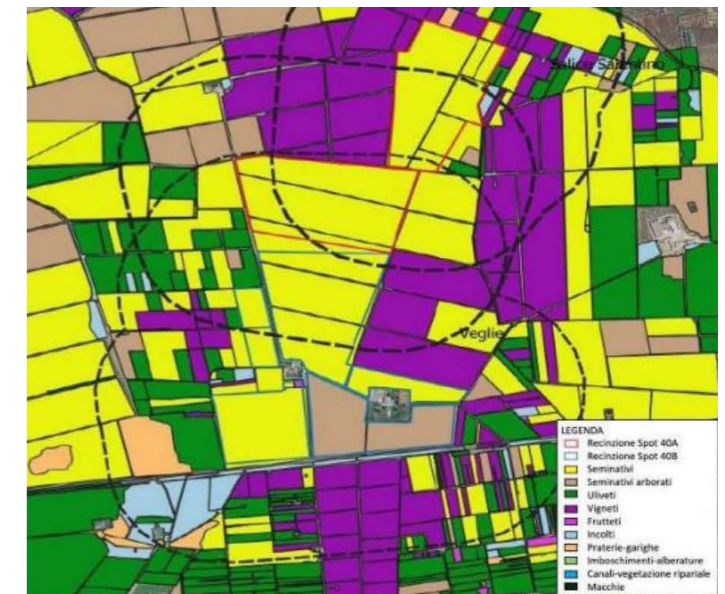 Salice Salentino
Veglie
LEGENDA
Recinzione Spot 40A
Recinzione Spot 40B
Seminativi
Seminativi arborati
Uliveti
Vigneti
Frutteti
Incolti
Praterie-garighe
Imboschimenti-alberature
Canali-vegetazione ripariale
Macchie